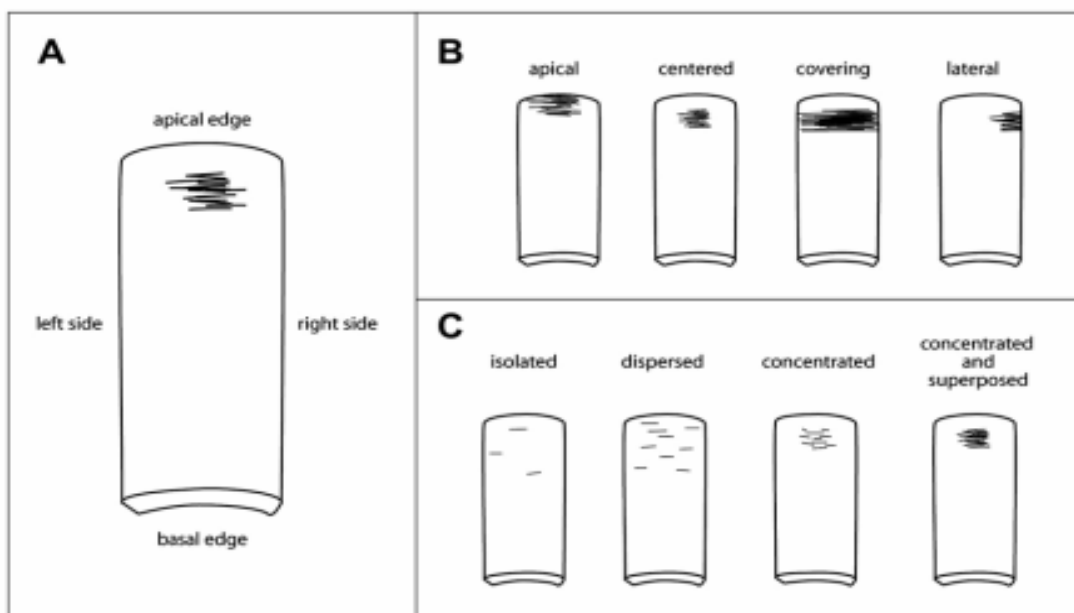 A
apical edge
left side
right side
basal edge
B
apical
centered
covering
lateral
C
isolated
dispersed
concentrated
concentrated
and
superposed